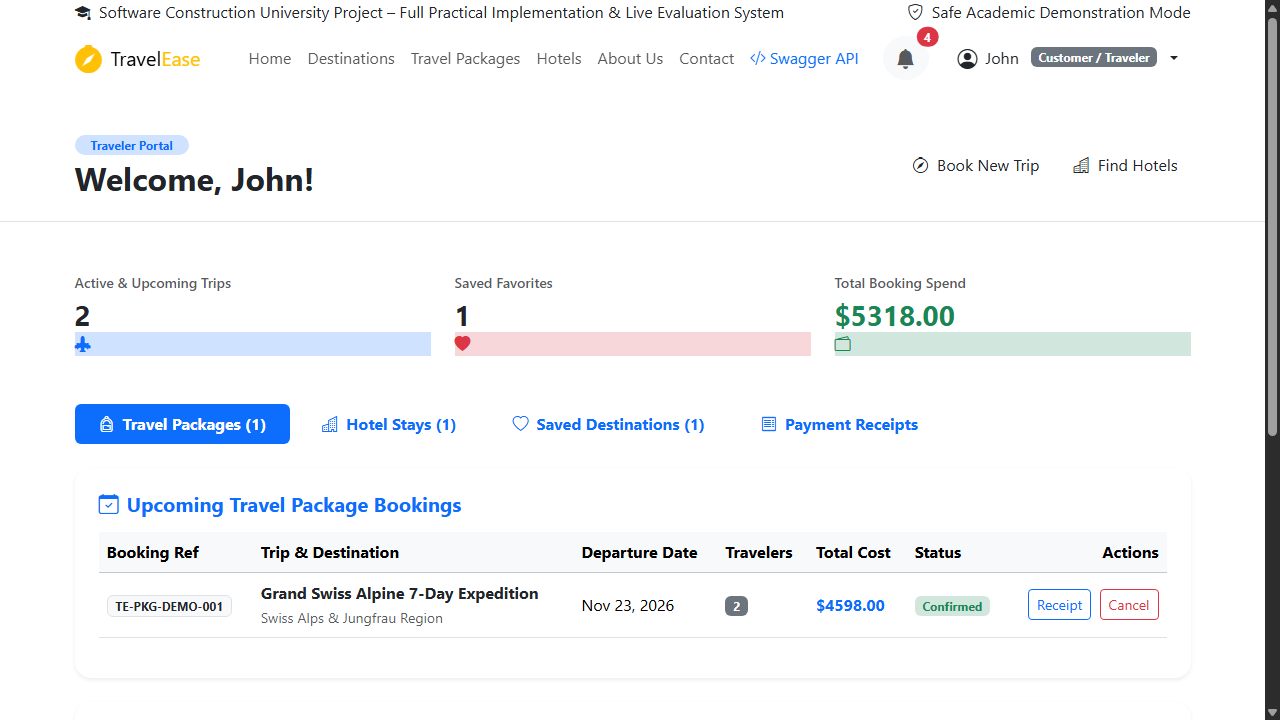 Software Construction University Project – Full Practical Implementation & Live Evaluation System
Safe Academic Demonstration Mode
TravelEase
Home
Destinations
Travel Packages
Hotels
About Us
Contact
</> Swagger API
4
John
Customer / Traveler
Traveler Portal
Welcome, John!
Book New Trip
Find Hotels
Active & Upcoming Trips
2
Saved Favorites
1
Total Booking Spend
$5318.00
Travel Packages (1)
Hotel Stays (1)
Saved Destinations (1)
Payment Receipts
Upcoming Travel Package Bookings
Booking Ref Trip & Destination Departure Date Travelers Total Cost Status Actions
TE-PKG-DEMO-001
Grand Swiss Alpine 7-Day Expedition
Swiss Alps & Jungfrau Region
Nov 23, 2026
2
$4598.00
Confirmed
Receipt
Cancel